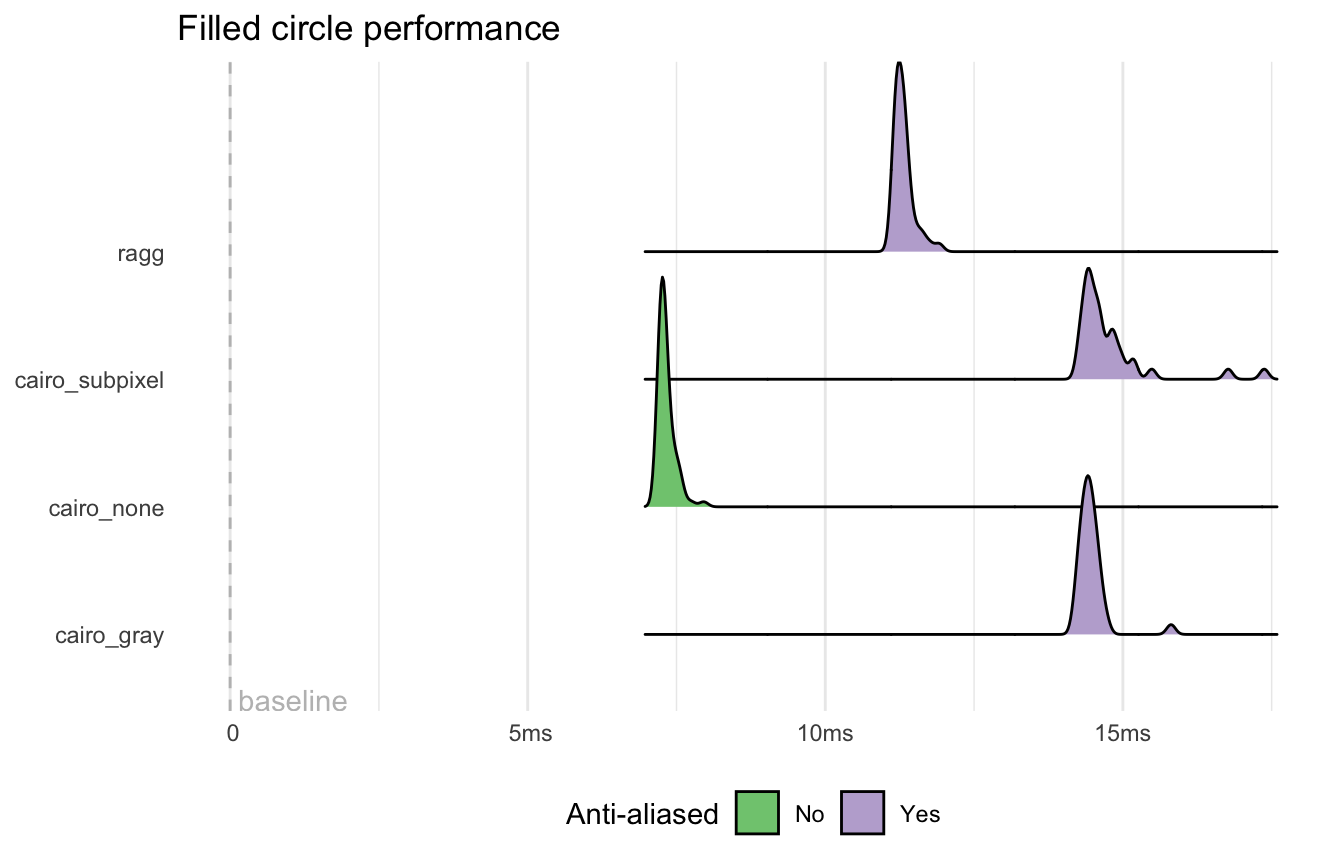 Filled circle performance
ragg
cairo_subpixel
cairo_none
cairo_gray
baseline
0 5ms 10ms 15ms
Anti-aliased No Yes